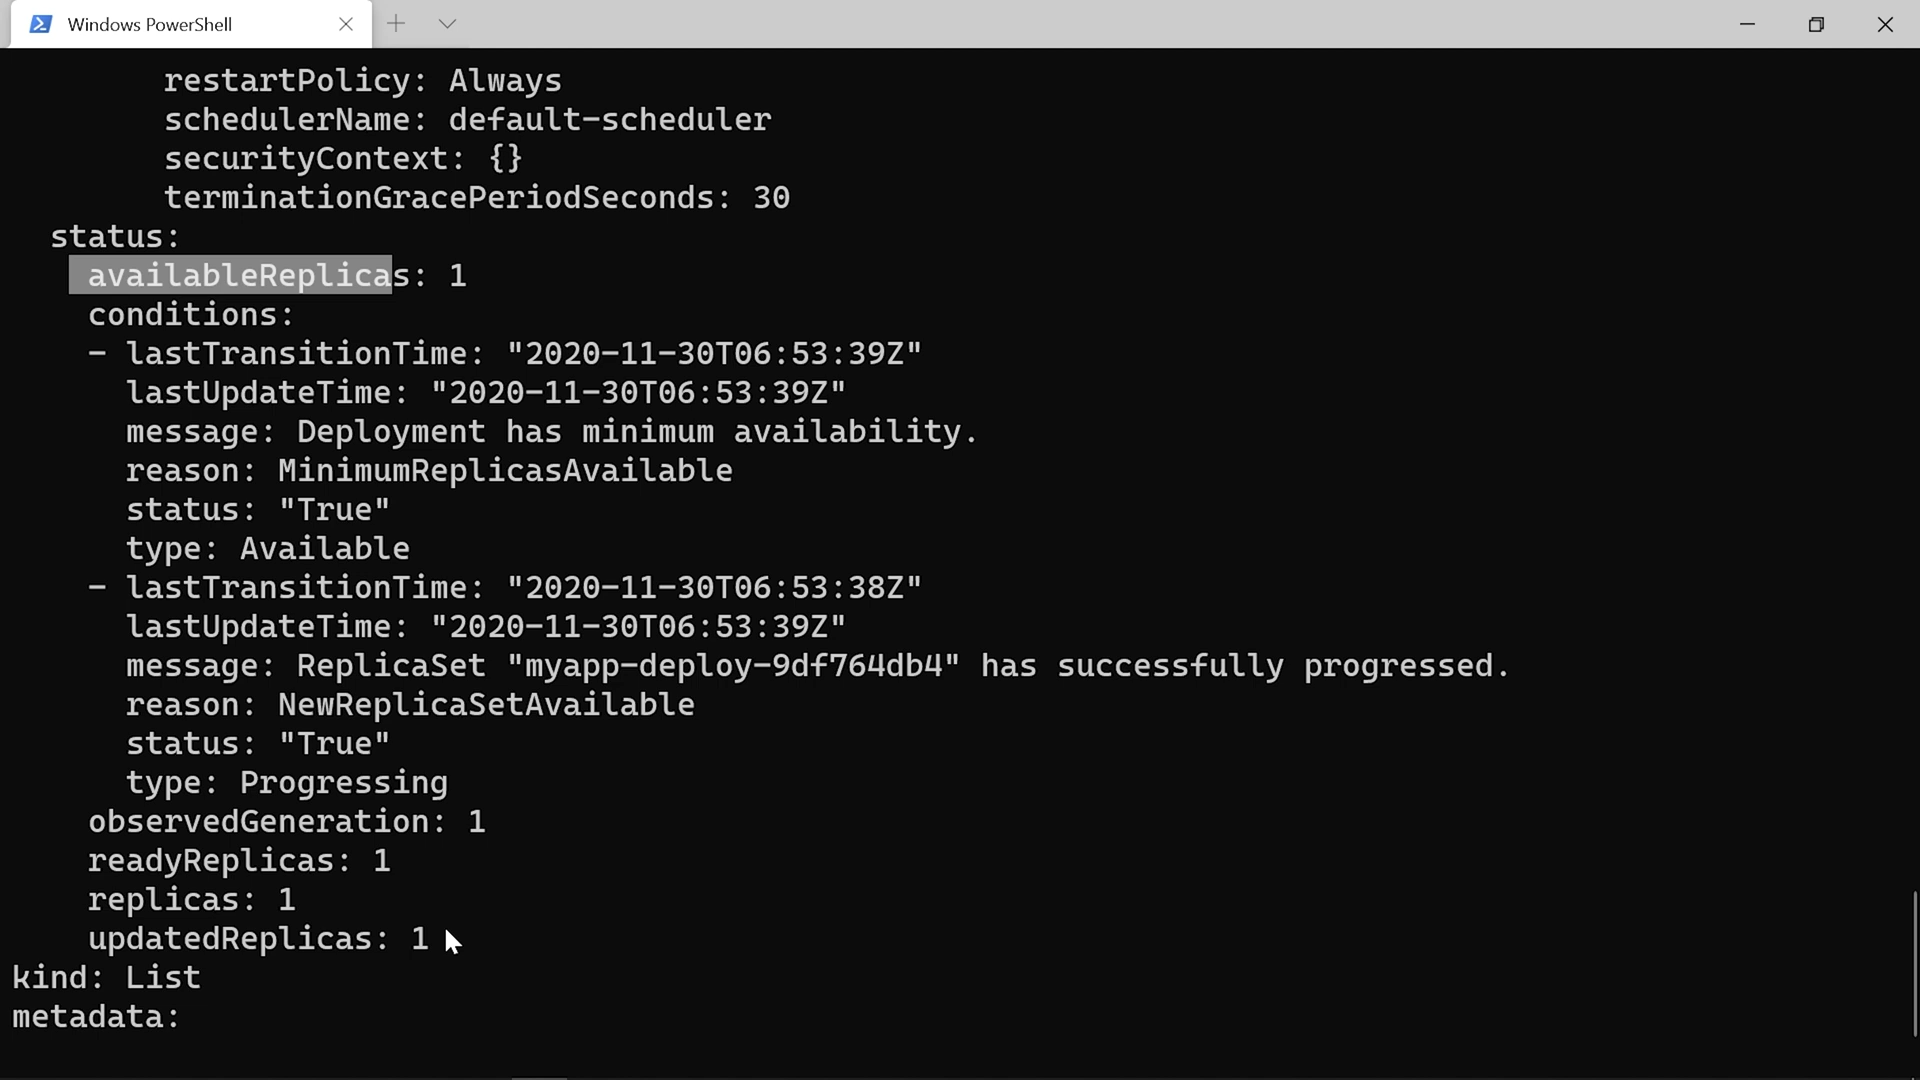 Windows PowerShell
restartPolicy: Always
schedulerName: default-scheduler
securityContext: {}
terminationGracePeriodSeconds: 30
status:
availableReplicas: 1
conditions:
- lastTransitionTime: "2020-11-30T06:53:39Z"
lastUpdateTime: "2020-11-30T06:53:39Z"
message: Deployment has minimum availability.
reason: MinimumReplicasAvailable
status: "True"
type: Available
- lastTransitionTime: "2020-11-30T06:53:38Z"
lastUpdateTime: "2020-11-30T06:53:39Z"
message: ReplicaSet "myapp-deploy-9df764db4" has successfully progressed.
reason: NewReplicaSetAvailable
status: "True"
type: Progressing
observedGeneration: 1
readyReplicas: 1
replicas: 1
updatedReplicas: 1
kind: List
metadata: